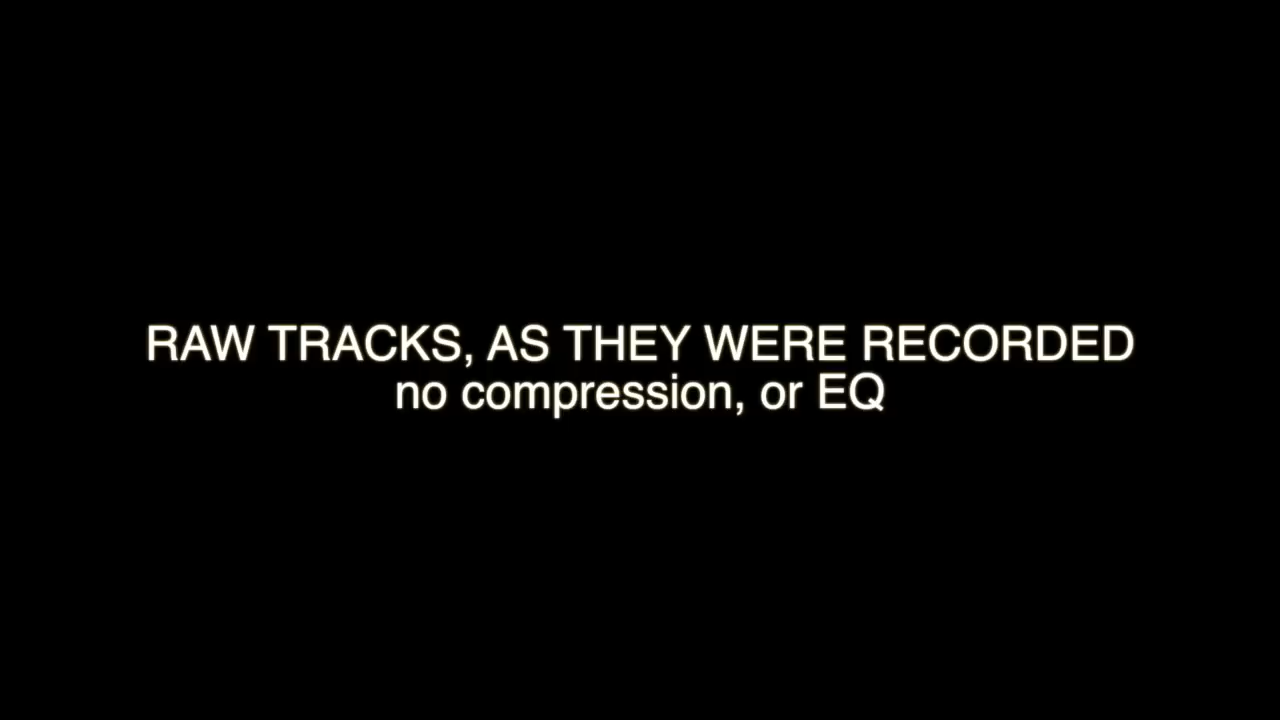 RAW TRACKS, AS THEY WERE RECORDED
no compression, or EQ